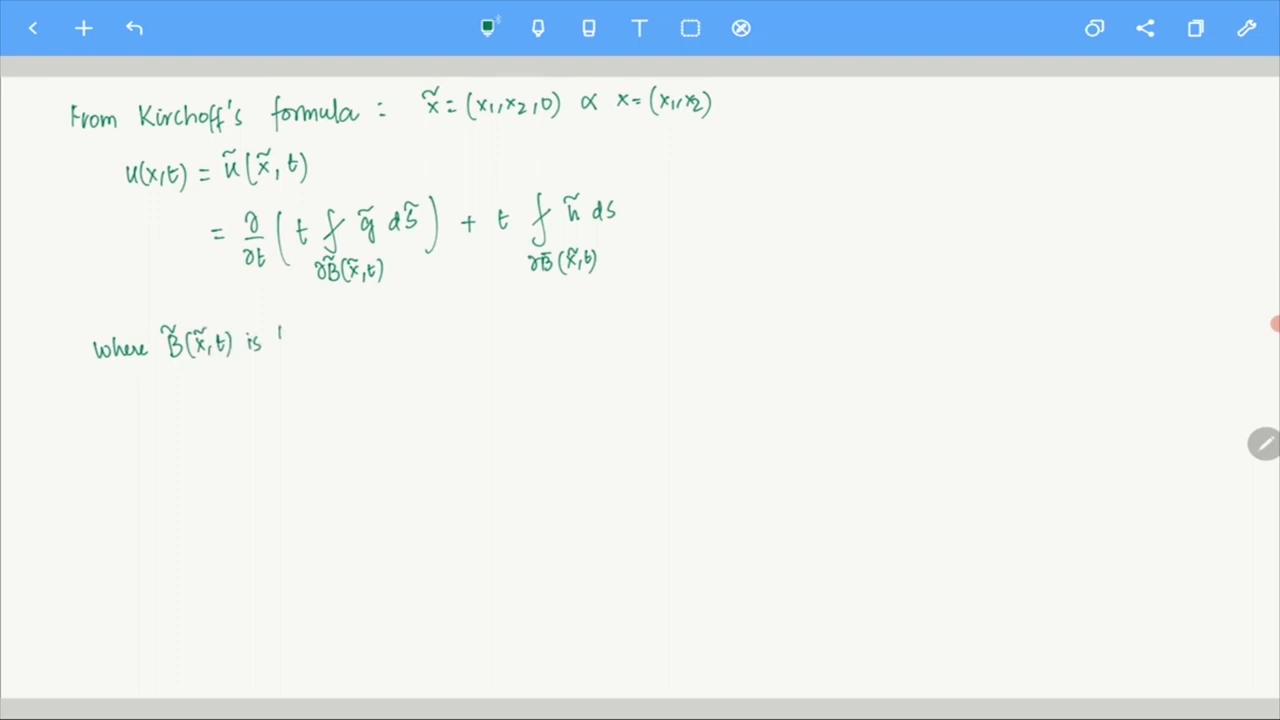 From Kirchoff's formula : x̃ = (x₁,x₂,0) ∝ x=(x₁,x₂)
u(x,t) = ũ(x̃,t)
= ∂/∂t ( t ⨍_{∂B̃(x̃,t)} g̃ dS̃ ) + t ⨍_{∂B̃(x̃,t)} h̃ ds
where B̃(x̃,t) is